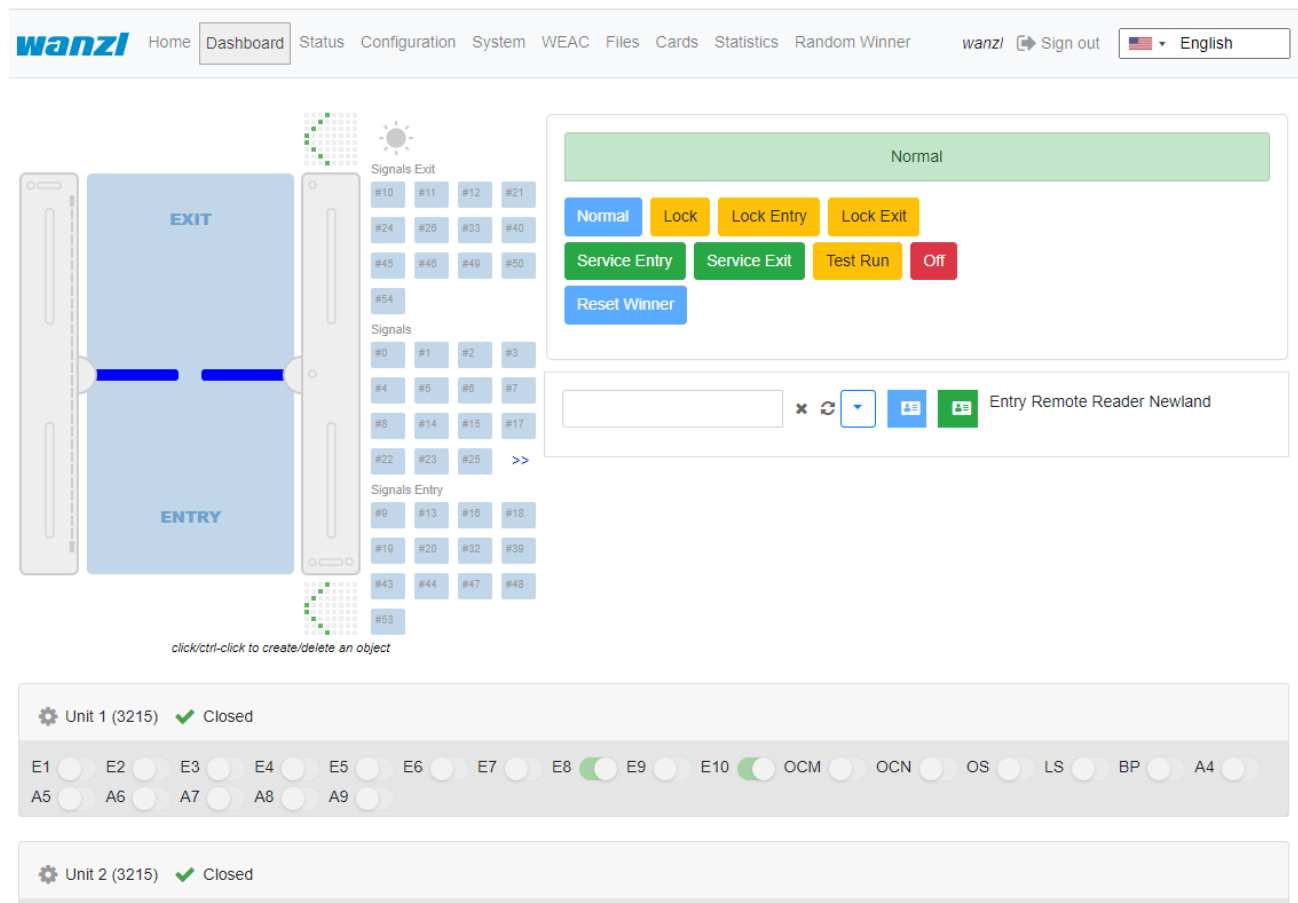 wanzl Home Dashboard Status Configuration System WEAC Files Cards Statistics Random Winner wanzl Sign out English
EXIT
ENTRY
click/ctrl-click to create/delete an object
Signals Exit
#10 #11 #12 #21
#24 #26 #33 #40
#45 #46 #49 #50
#54
Signals
#0 #1 #2 #3
#4 #5 #6 #7
#8 #14 #15 #17
#22 #23 #25 >>
Signals Entry
#9 #13 #16 #18
#19 #20 #32 #39
#43 #44 #47 #48
#53
Normal
Normal Lock Lock Entry Lock Exit
Service Entry Service Exit Test Run Off
Reset Winner
Entry Remote Reader Newland
Unit 1 (3215) Closed
E1 E2 E3 E4 E5 E6 E7 E8 E9 E10 OCM OCN OS LS BP A4
A5 A6 A7 A8 A9
Unit 2 (3215) Closed